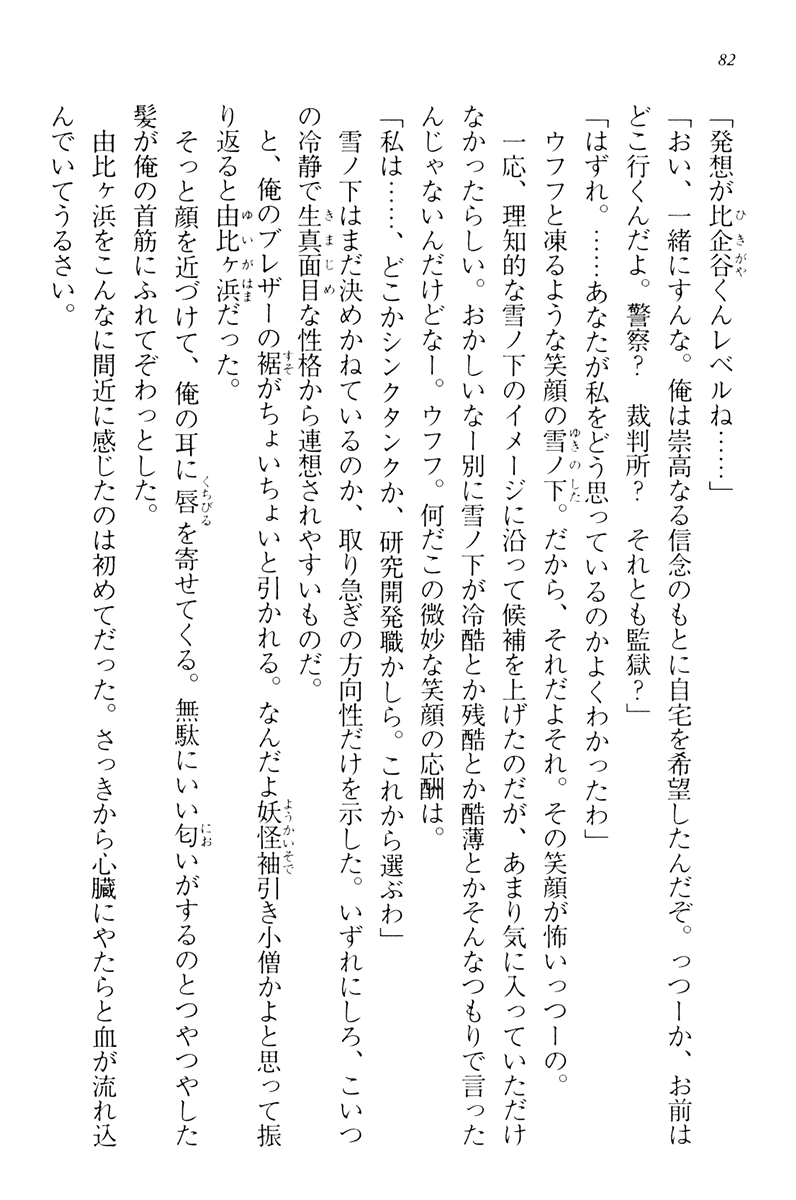 82
「発想が比企谷くんレベルね……」
「おい、一緒にすんな。俺は崇高なる信念のもとに自宅を希望したんだぞ。っつーか、お前は
どこ行くんだよ。警察？　裁判所？　それとも監獄？」
「はずれ。……あなたが私をどう思っているのかよくわかったわ」
　ウフフと凍るような笑顔の雪ノ下。だから、それだよそれ。その笑顔が怖いっつーの。
　一応、理知的な雪ノ下のイメージに沿って候補を上げたのだが、あまり気に入っていただけ
なかったらしい。おかしいなー別に雪ノ下が冷酷とか残酷とか酷薄とかそんなつもりで言った
んじゃないんだけどなー。ウフフ。何だこの微妙な笑顔の応酬は。
「私は……、どこかシンクタンクか、研究開発職かしら。これから選ぶわ」
　雪ノ下はまだ決めかねているのか、取り急ぎの方向性だけを示した。いずれにしろ、こいつ
の冷静で生真面目な性格から連想されやすいものだ。
　と、俺のブレザーの裾がちょいちょいと引かれる。なんだよ妖怪袖引き小僧かよと思って振
り返ると由比ヶ浜だった。
　そっと顔を近づけて、俺の耳に唇を寄せてくる。無駄にいい匂いがするのとつやつやした
髪が俺の首筋にふれてぞわっとした。
　由比ヶ浜をこんなに間近に感じたのは初めてだった。さっきから心臓にやたらと血が流れ込
んでいてうるさい。